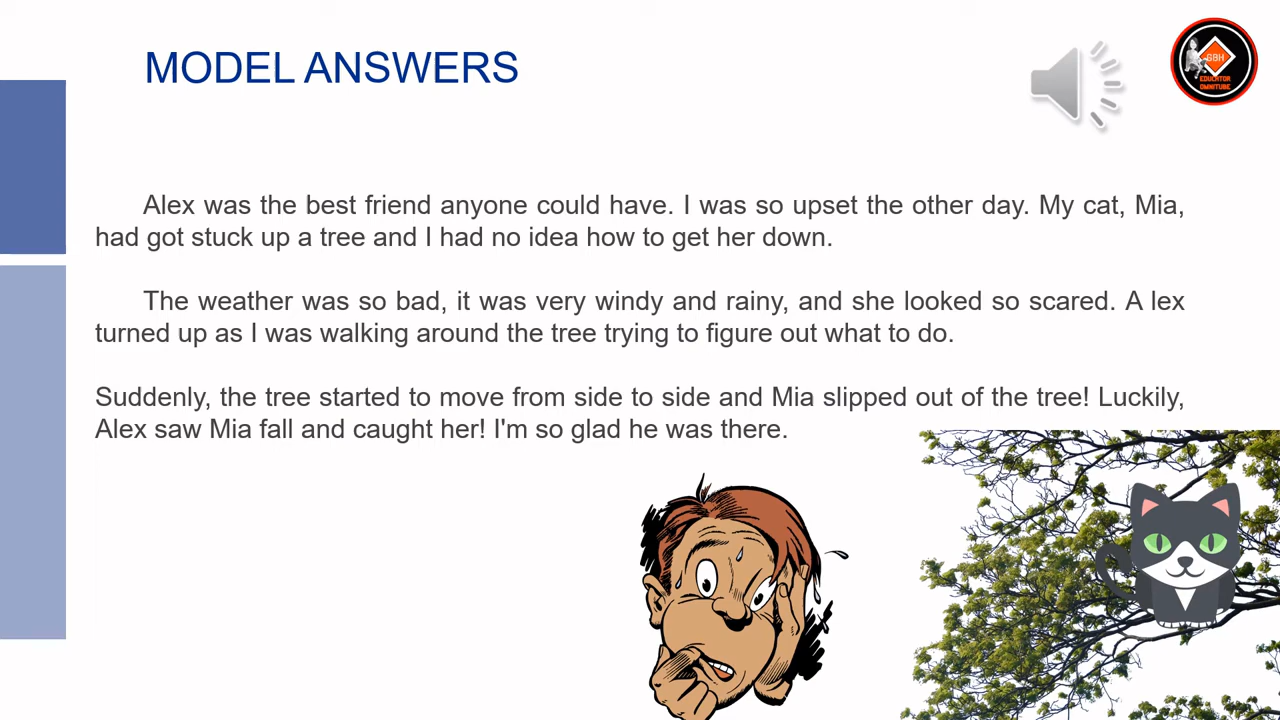 MODEL ANSWERS
GBH
EDUCATOR
OMNITUBE
Alex was the best friend anyone could have. I was so upset the other day. My cat, Mia,
had got stuck up a tree and I had no idea how to get her down.
The weather was so bad, it was very windy and rainy, and she looked so scared. A lex
turned up as I was walking around the tree trying to figure out what to do.
Suddenly, the tree started to move from side to side and Mia slipped out of the tree! Luckily,
Alex saw Mia fall and caught her! I'm so glad he was there.